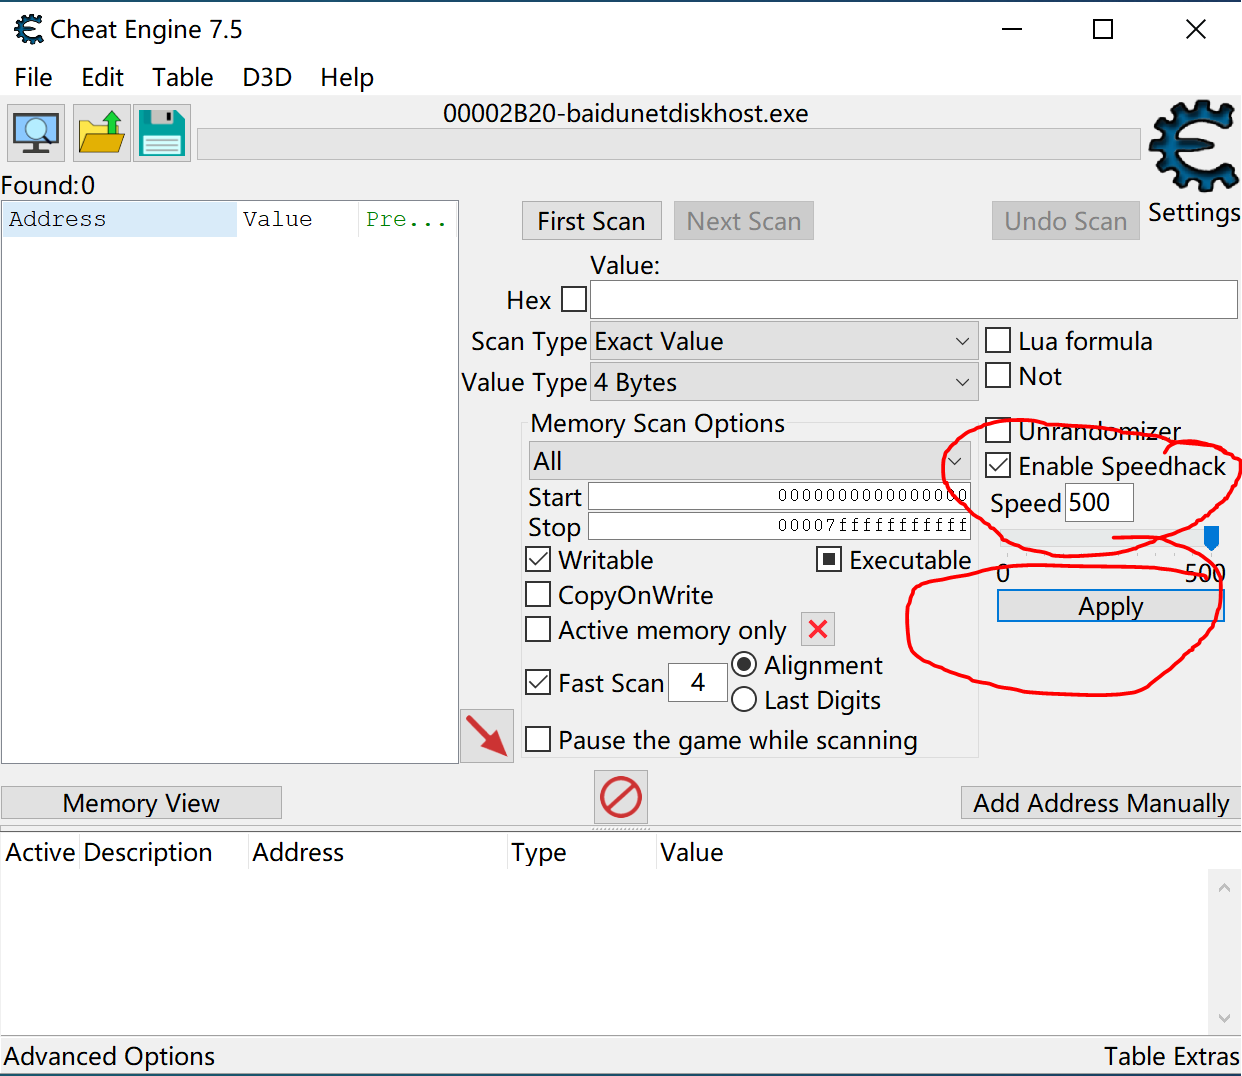 Cheat Engine 7.5
File Edit Table D3D Help
00002B20-baidunetdiskhost.exe
Found:0
Settings
Address Value Pre...
First Scan Next Scan Undo Scan
Value:
Hex
Scan Type Exact Value
Lua formula
Value Type 4 Bytes
Not
Memory Scan Options
Unrandomizer
All
Enable Speedhack
Start 0000000000000000
Speed 500
Stop 00007fffffffffff
Writable Executable
0 500
CopyOnWrite
Apply
Active memory only
Fast Scan 4 Alignment
Last Digits
Pause the game while scanning
Memory View
Add Address Manually
Active Description Address Type Value
Advanced Options Table Extras